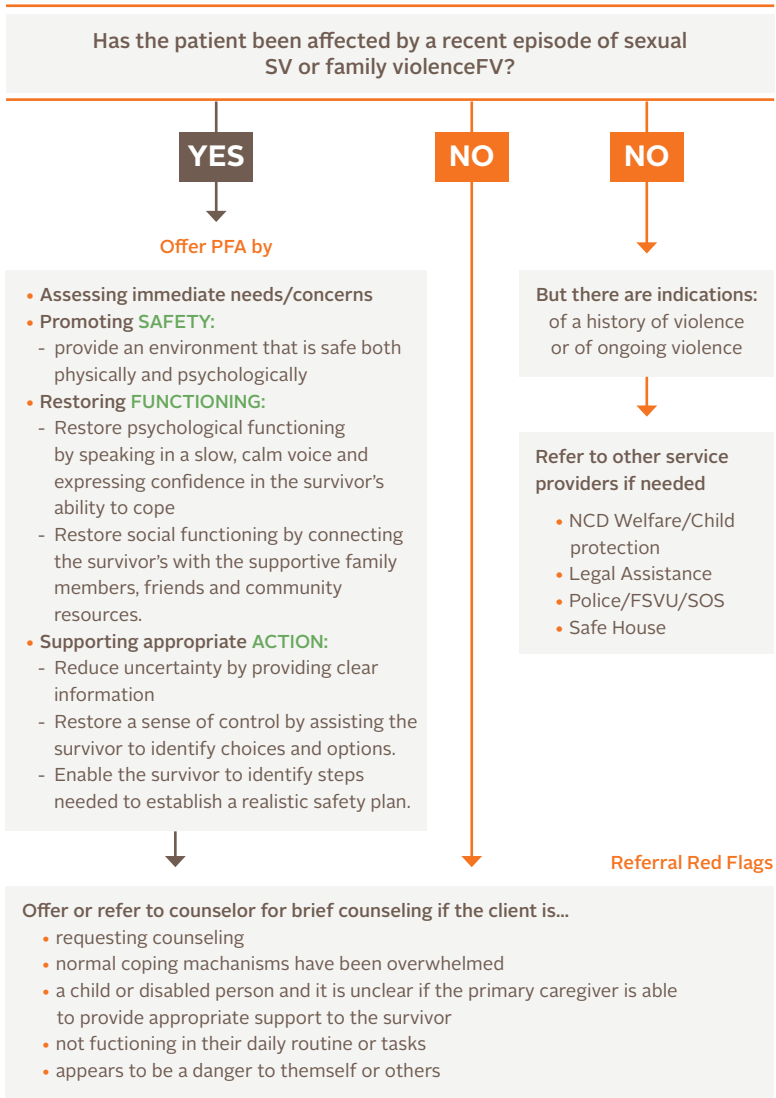 Has the patient been affected by a recent episode of sexual
SV or family violenceFV?
YES
NO
NO
Offer PFA by
• Assessing immediate needs/concerns
• Promoting SAFETY:
- provide an environment that is safe both
physically and psychologically
• Restoring FUNCTIONING:
- Restore psychological functioning
by speaking in a slow, calm voice and
expressing confidence in the survivor's
ability to cope
- Restore social functioning by connecting
the survivor's with the supportive family
members, friends and community
resources.
• Supporting appropriate ACTION:
- Reduce uncertainty by providing clear
information
- Restore a sense of control by assisting the
survivor to identify choices and options.
- Enable the survivor to identify steps
needed to establish a realistic safety plan.
But there are indications:
of a history of violence
or of ongoing violence
Refer to other service
providers if needed
• NCD Welfare/Child
protection
• Legal Assistance
• Police/FSVU/SOS
• Safe House
Referral Red Flags
Offer or refer to counselor for brief counseling if the client is...
• requesting counseling
• normal coping machanisms have been overwhelmed
• a child or disabled person and it is unclear if the primary caregiver is able
to provide appropriate support to the survivor
• not fuctioning in their daily routine or tasks
• appears to be a danger to themself or others